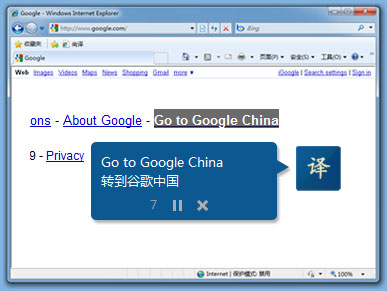 Google - Windows Internet Explorer
http://www.google.com/
Bing
收藏夹
Google
页面(P)
安全(S)
工具(O)
Web Images Videos Maps News Shopping Gmail more ▼
iGoogle | Search settings | Sign in
ons - About Google - Go to Google China
9 - Privacy
Go to Google China
转到谷歌中国
7
译
Internet | 保护模式: 禁用
100%